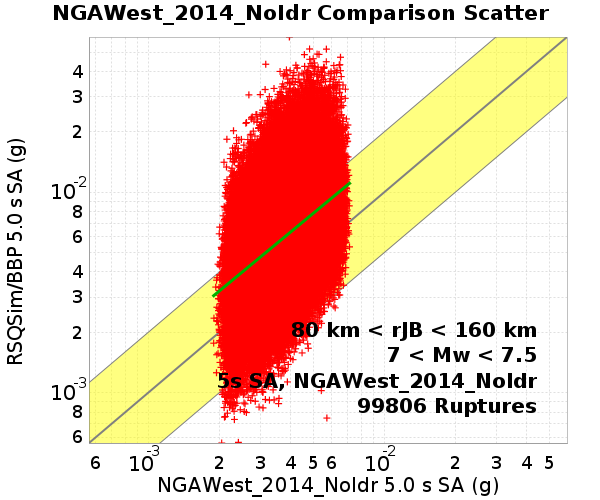 NGAWest_2014_NoIdr Comparison Scatter
RSQSim/BBP 5.0 s SA (g)
4
3
2
10-2
8
6
4
3
2
10-3
8
6
80 km < rJB < 160 km
7 < Mw < 7.5
5s SA, NGAWest_2014_NoIdr
99806 Ruptures
6 8 10-3 2 3 4 5 6 10-2 2 3 4 5
NGAWest_2014_NoIdr 5.0 s SA (g)